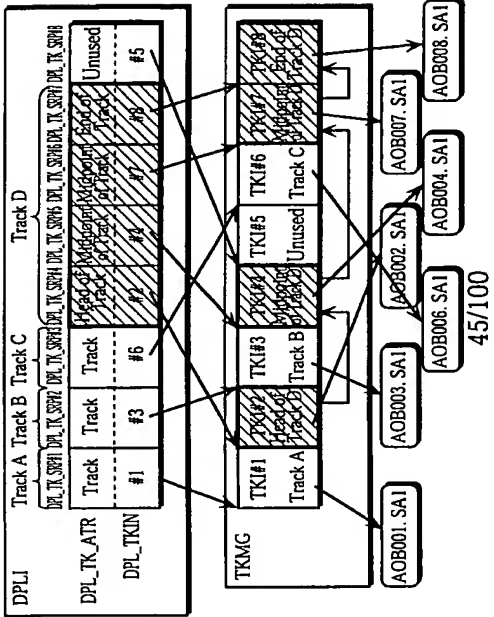 DPLI
Track A Track B Track C Track D
DPL_TK_SRP#1 DPL_TK_SRP#2 DPL_TK_SRP#3 DPL_TK_SRP#4 DPL_TK_SRP#5 DPL_TK_SRP#6 DPL_TK_SRP#7 DPL_TK_SRP#8
DPL_TK_ATR Track Track Track Head of Track Midpoint of Track Midpoint of Track End of Track Unused
DPL_TKIN #1 #3 #6 #2 #4 #7 #8 #5
TKMG
TKI#1 TKI#2 TKI#3 TKI#4 TKI#5 TKI#6 TKI#7 TKI#8
Track A Head of Track D Track B Midpoint of Track D Unused Track C Midpoint of Track D End of Track D
AOB001. SA1 AOB003. SA1 AOB006. SA1 AOB002. SA1 AOB004. SA1 AOB007. SA1 AOB008. SA1
45/100